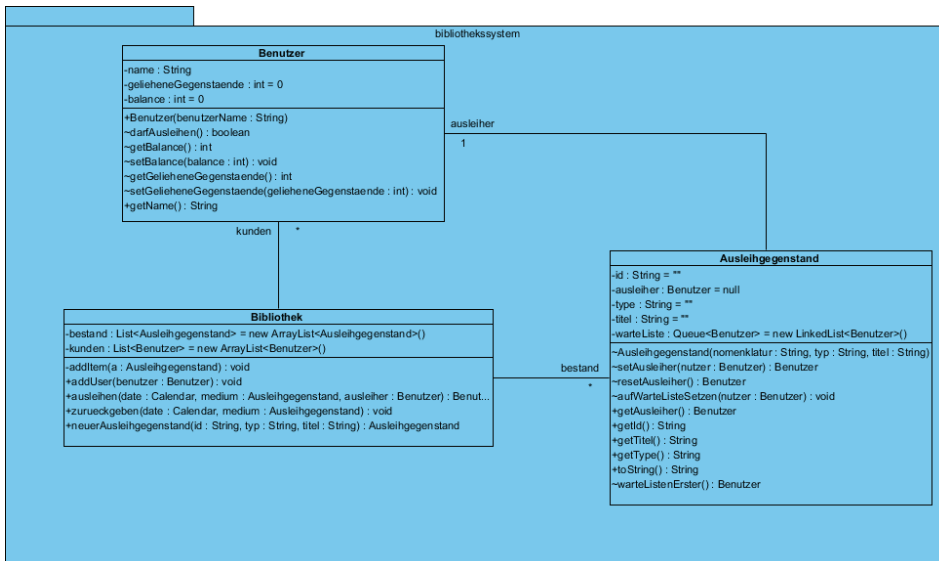 bibliothekssystem
Benutzer
-name : String
-gelieheneGegenstaende : int = 0
-balance : int = 0
+Benutzer(benutzerName : String)
~darfAusleihen() : boolean
~getBalance() : int
~setBalance(balance : int) : void
~getGelieheneGegenstaende() : int
~setGelieheneGegenstaende(gelieheneGegenstaende : int) : void
+getName() : String
ausleiher
1
kunden *
Ausleihgegenstand
-id : String = ""
-ausleiher : Benutzer = null
-type : String = ""
-titel : String = ""
-warteListe : Queue<Benutzer> = new LinkedList<Benutzer>()
~Ausleihgegenstand(nomenklatur : String, typ : String, titel : String)
~setAusleiher(nutzer : Benutzer) : Benutzer
~resetAusleiher() : Benutzer
~aufWarteListeSetzen(nutzer : Benutzer) : void
+getAusleiher() : Benutzer
+getId() : String
+getTitel() : String
+getType() : String
+toString() : String
~warteListenErster() : Benutzer
Bibliothek
-bestand : List<Ausleihgegenstand> = new ArrayList<Ausleihgegenstand>()
-kunden : List<Benutzer> = new ArrayList<Benutzer>()
-addItem(a : Ausleihgegenstand) : void
+addUser(benutzer : Benutzer) : void
+ausleihen(date : Calendar, medium : Ausleihgegenstand, ausleiher : Benutzer) : Benut...
+zurueckgeben(date : Calendar, medium : Ausleihgegenstand) : void
+neuerAusleihgegenstand(id : String, typ : String, titel : String) : Ausleihgegenstand
bestand
*